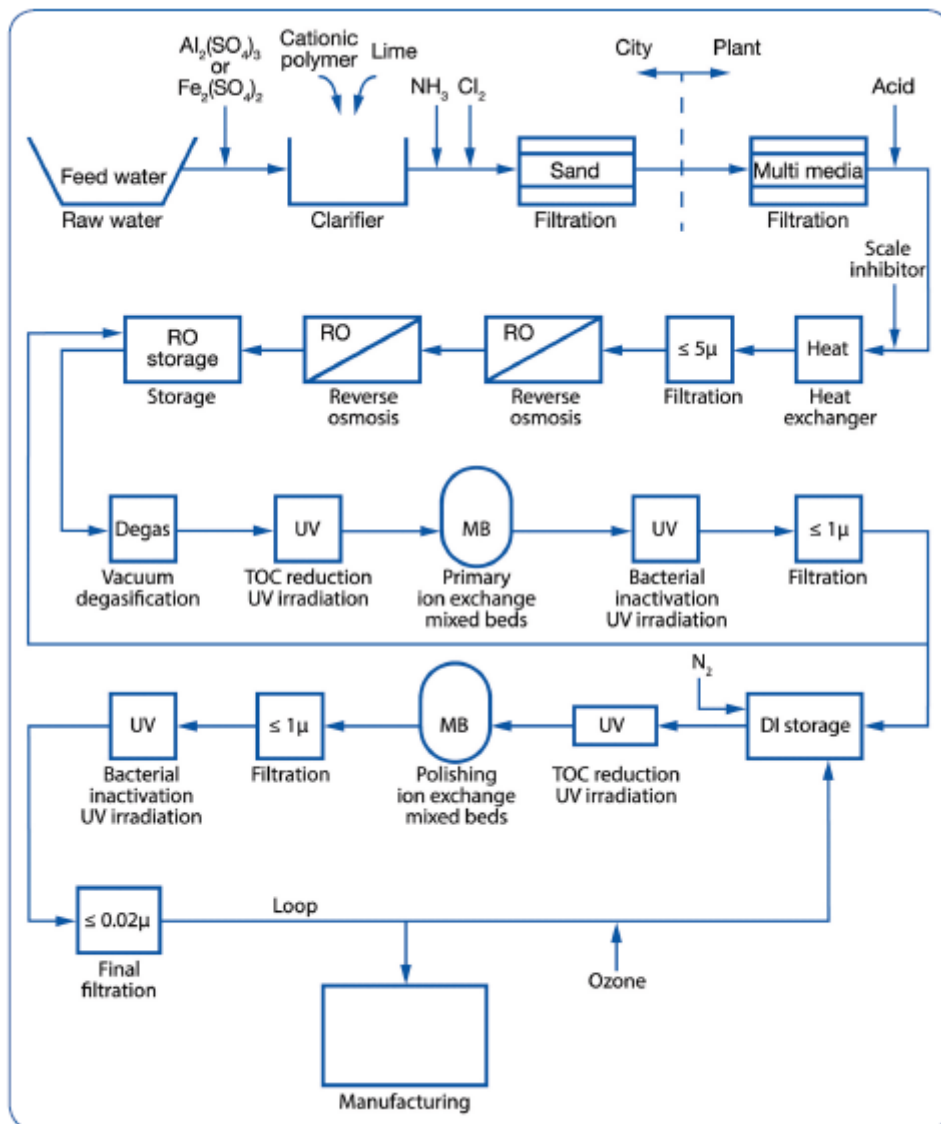 Al₂(SO₄)₃
or
Fe₂(SO₄)₂
Cationic
polymer
Lime
NH₃
Cl₂
City
Plant
Acid
Feed water
Raw water
Clarifier
Sand
Filtration
Multi media
Filtration
Scale
inhibitor
RO
storage
Storage
RO
Reverse
osmosis
RO
Reverse
osmosis
≤ 5µ
Filtration
Heat
Heat
exchanger
Degas
Vacuum
degasification
UV
TOC reduction
UV irradiation
MB
Primary
ion exchange
mixed beds
UV
Bacterial
inactivation
UV irradiation
≤ 1µ
Filtration
N₂
UV
Bacterial
inactivation
UV irradiation
≤ 1µ
Filtration
MB
Polishing
ion exchange
mixed beds
UV
TOC reduction
UV irradiation
DI storage
≤ 0.02µ
Final
filtration
Loop
Ozone
Manufacturing